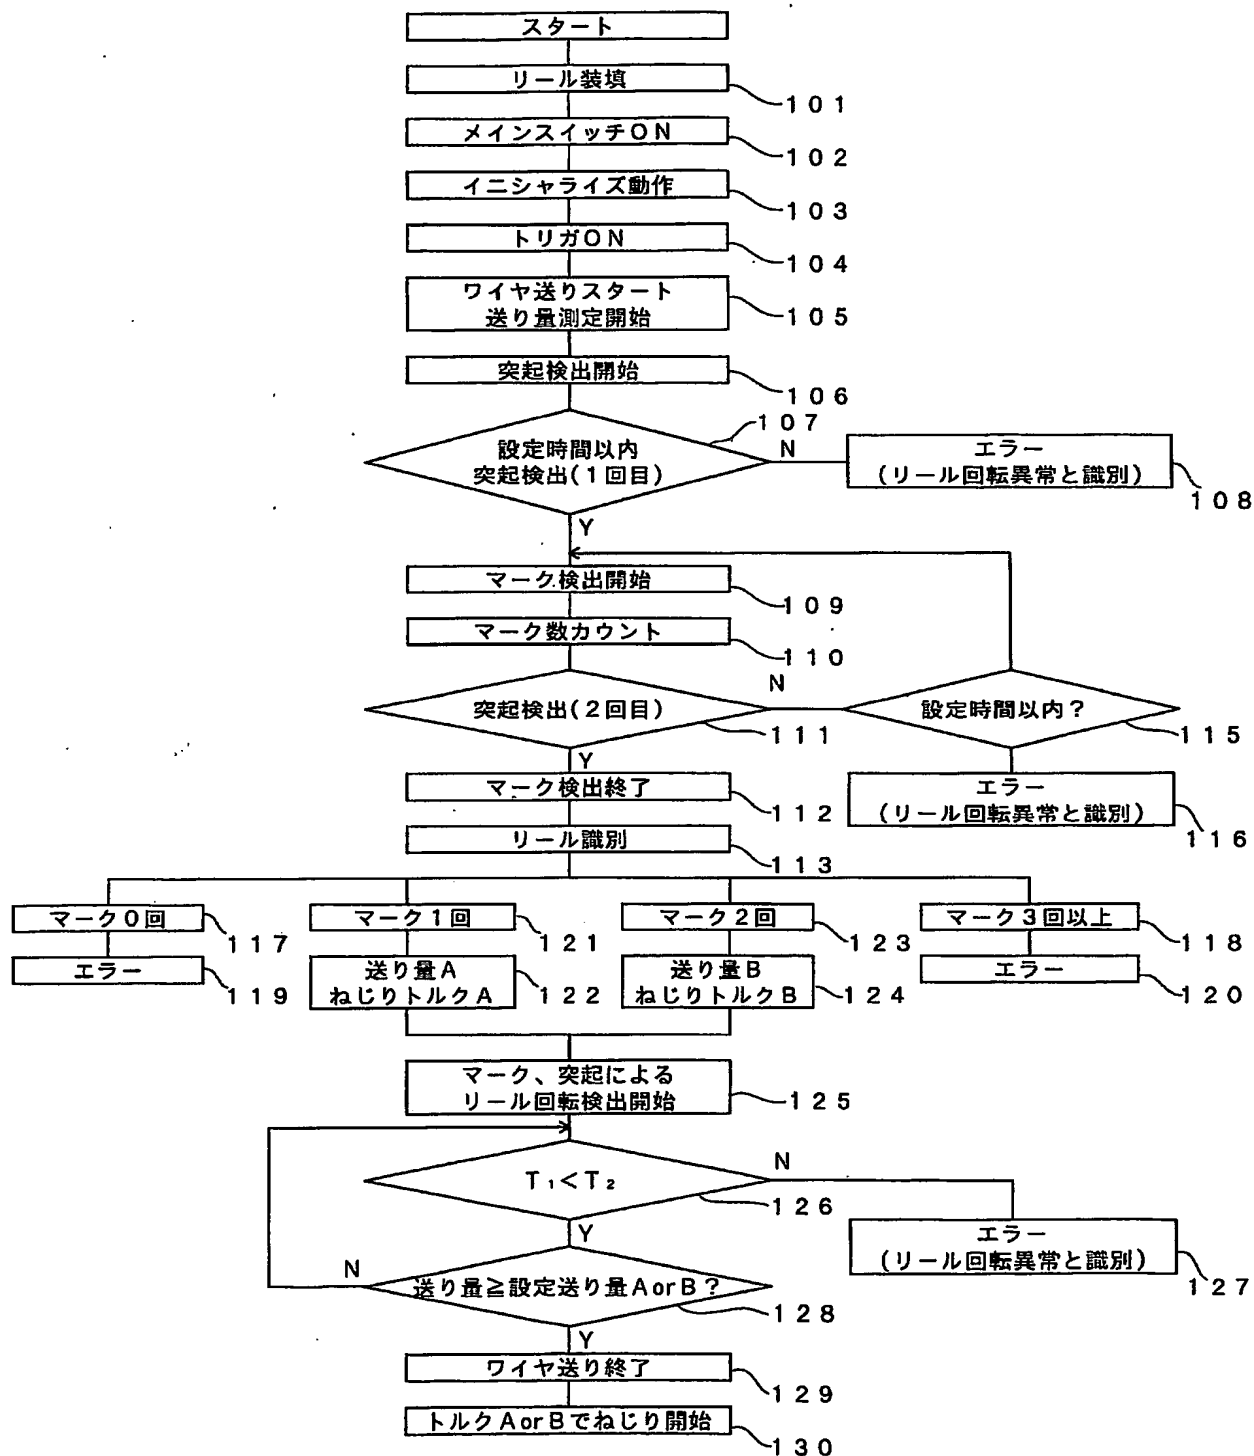 スタート
リール装填
101
メインスイッチON
102
イニシャライズ動作
103
トリガON
104
ワイヤ送りスタート
送り量測定開始
105
突起検出開始
106
107
設定時間以内
突起検出(1回目)
N
エラー
(リール回転異常と識別)
108
Y
マーク検出開始
109
マーク数カウント
110
突起検出(2回目)
N
111
設定時間以内?
115
Y
エラー
(リール回転異常と識別)
116
マーク検出終了
112
リール識別
113
マーク0回
117
マーク1回
121
マーク2回
123
マーク3回以上
118
エラー
119
送り量A
ねじりトルクA
122
送り量B
ねじりトルクB
124
エラー
120
マーク、突起による
リール回転検出開始
125
T₁<T₂
N
126
エラー
(リール回転異常と識別)
127
Y
N
送り量≧設定送り量AorB?
128
Y
ワイヤ送り終了
129
トルクAorBでねじり開始
130